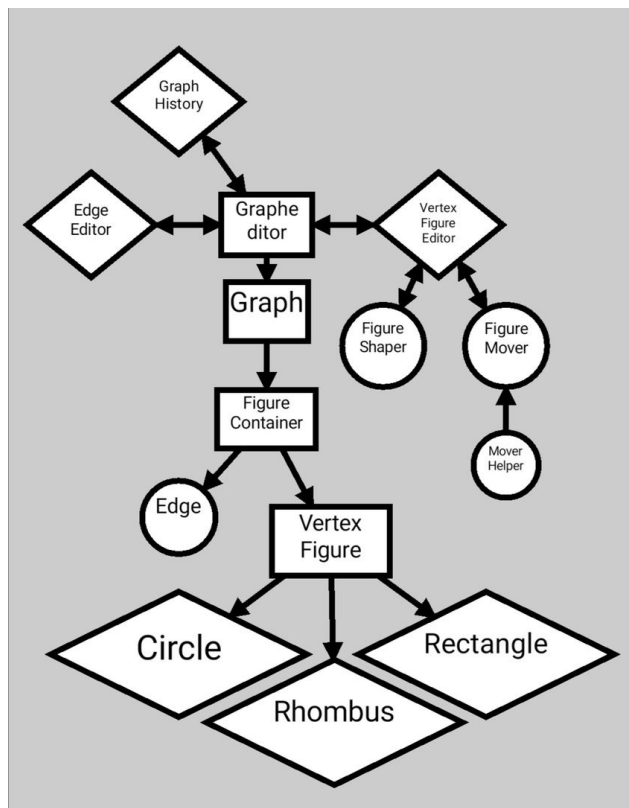 Graph
History
Edge
Editor
Graphe
ditor
Vertex
Figure
Editor
Graph
Figure
Shaper
Figure
Mover
Figure
Container
Mover
Helper
Edge
Vertex
Figure
Circle
Rectangle
Rhombus